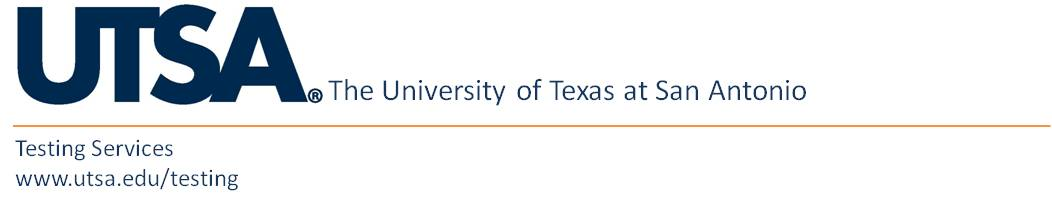 UTSA® The University of Texas at San Antonio
Testing Services
www.utsa.edu/testing